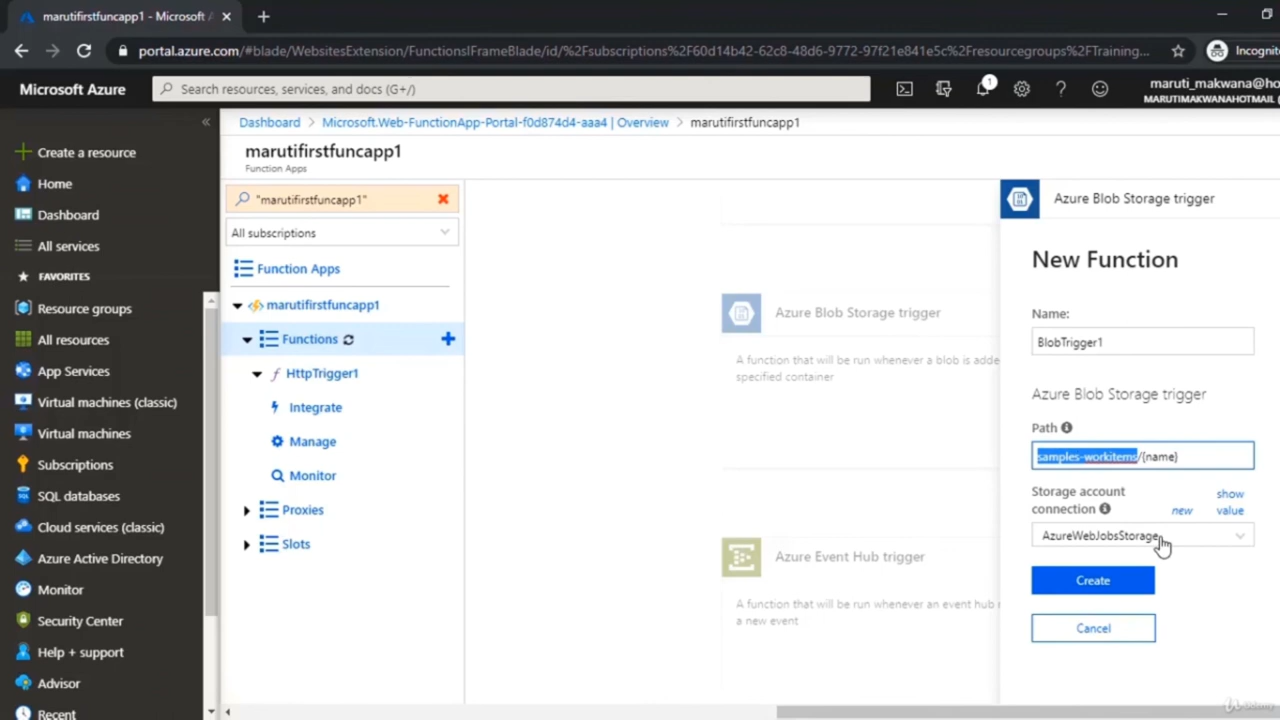 marutifirstfuncapp1 - Microsoft A
portal.azure.com/#blade/WebsitesExtension/FunctionsIFrameBlade/id/%2Fsubscriptions%2F60d14b42-62c8-48d6-9772-97f21e841e5c%2Fresourcegroups%2FTraining...
Incognito
Microsoft Azure
Search resources, services, and docs (G+/)
1
maruti_makwana@ho
MARUTIMAKWANAHOTMAIL (
Create a resource
Home
Dashboard
All services
FAVORITES
Resource groups
All resources
App Services
Virtual machines (classic)
Virtual machines
Subscriptions
SQL databases
Cloud services (classic)
Azure Active Directory
Monitor
Security Center
Help + support
Advisor
Recent
Dashboard > Microsoft.Web-FunctionApp-Portal-f0d874d4-aaa4 | Overview > marutifirstfuncapp1
marutifirstfuncapp1
Function Apps
"marutifirstfuncapp1"
All subscriptions
Function Apps
marutifirstfuncapp1
Functions
HttpTrigger1
Integrate
Manage
Monitor
Proxies
Slots
Azure Blob Storage trigger
A function that will be run whenever a blob is adde
specified container
Azure Event Hub trigger
A function that will be run whenever an event hub r
a new event
Azure Blob Storage trigger
New Function
Name:
BlobTrigger1
Azure Blob Storage trigger
Path
samples-workitems/{name}
Storage account
connection
new
show
value
AzureWebJobsStorage
Create
Cancel
Udemy